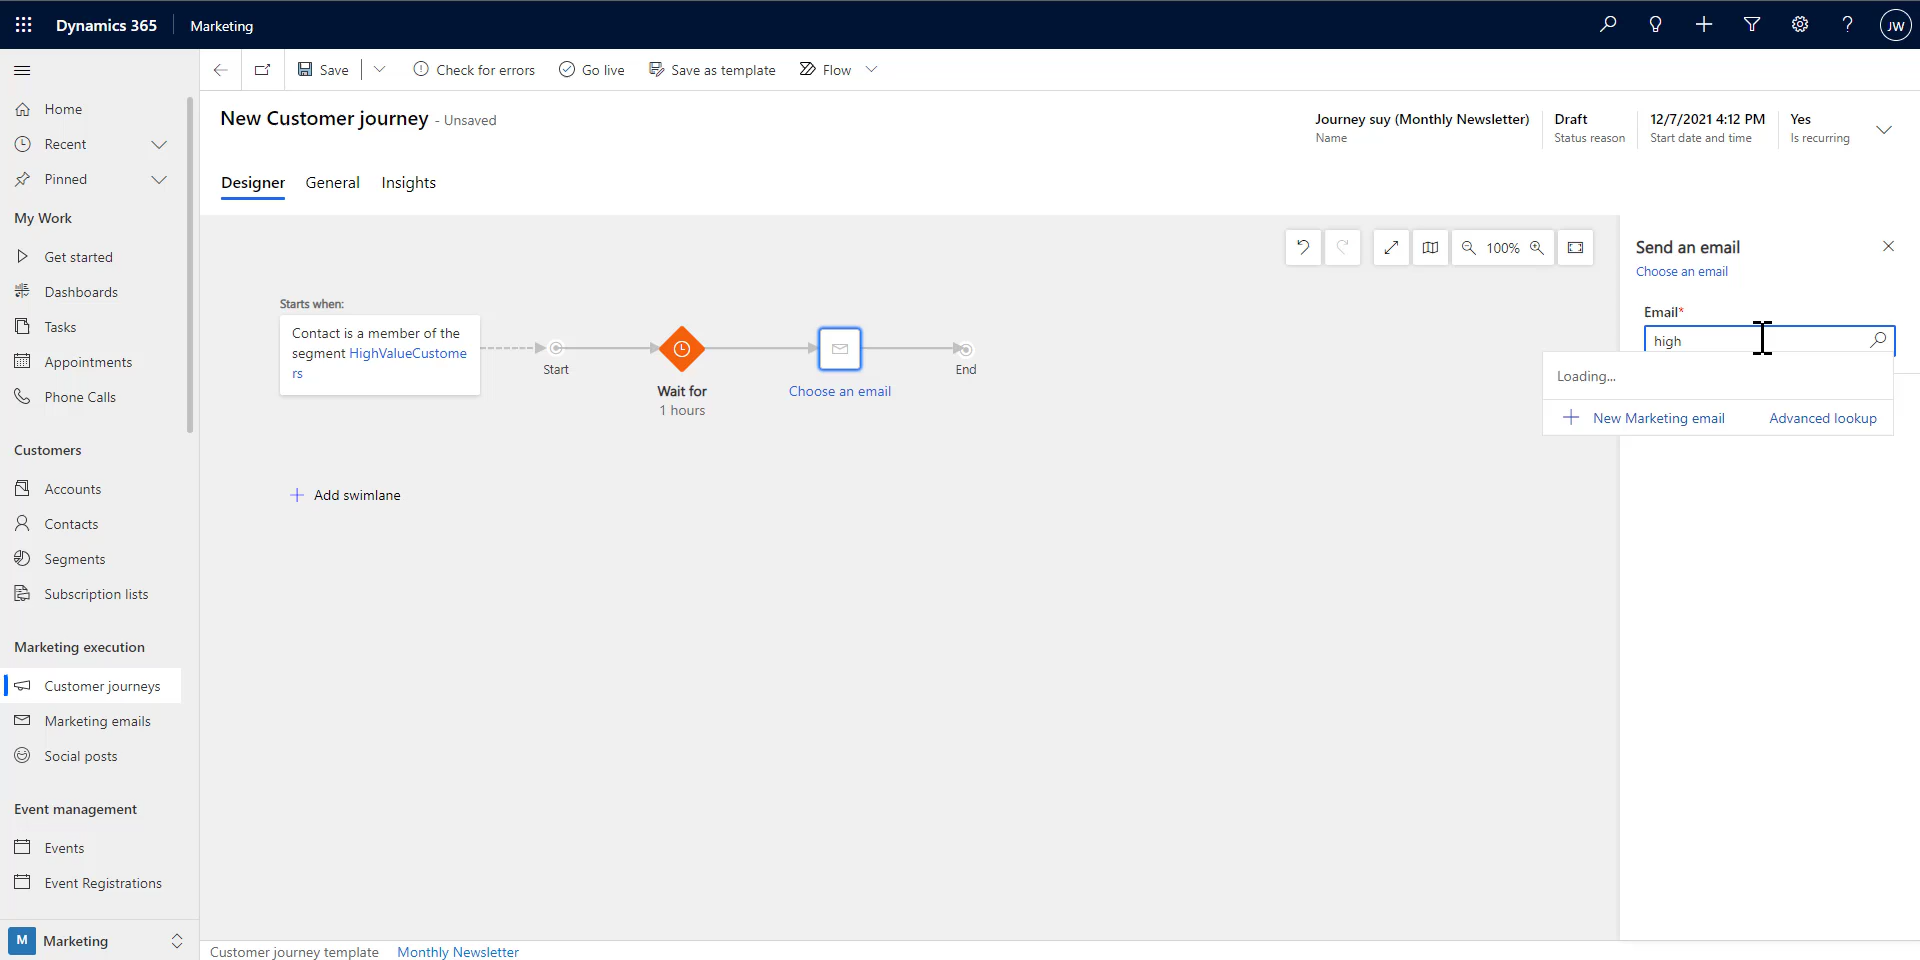 Dynamics 365
Marketing
JW
Save
Check for errors
Go live
Save as template
Flow
New Customer journey - Unsaved
Journey suy (Monthly Newsletter)
Name
Draft
Status reason
12/7/2021 4:12 PM
Start date and time
Yes
Is recurring
Designer
General
Insights
Home
Recent
Pinned
My Work
Get started
Dashboards
Tasks
Appointments
Phone Calls
Customers
Accounts
Contacts
Segments
Subscription lists
Marketing execution
Customer journeys
Marketing emails
Social posts
Event management
Events
Event Registrations
M Marketing
100%
Starts when:
Contact is a member of the
segment HighValueCustome
rs
Start
Wait for
1 hours
Choose an email
End
Add swimlane
Send an email
Choose an email
Email*
high
Loading...
New Marketing email
Advanced lookup
Customer journey template
Monthly Newsletter